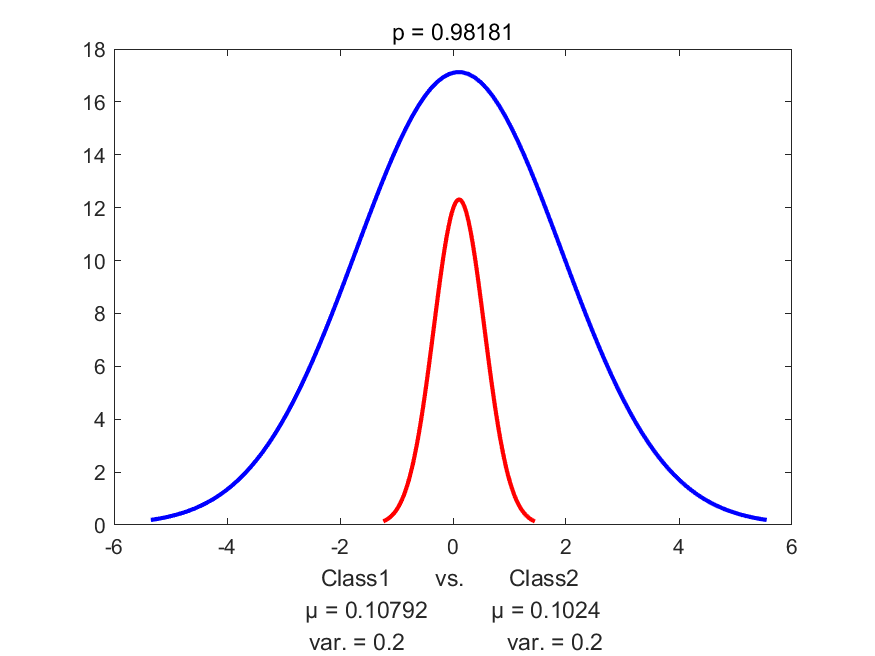 p = 0.98181
18
16
14
12
10
8
6
4
2
0
-6 -4 -2 0 2 4 6
Class1 vs. Class2
μ = 0.10792 μ = 0.1024
var. = 0.2 var. = 0.2